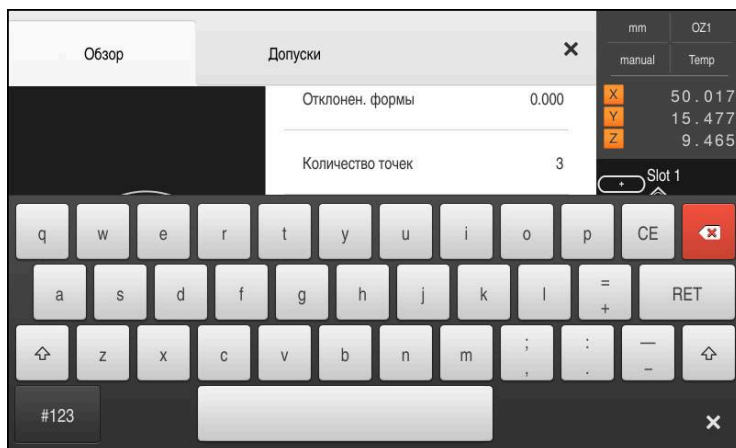 Обзор
Допуски
mm
OZ1
manual
Temp
Отклонен. формы 0.000
Количество точек 3
X 50.017
Y 15.477
Z 9.465
Slot 1
q w e r t y u i o p CE
a s d f g h j k l = + RET
z x c v b n m ; , : . — –
#123